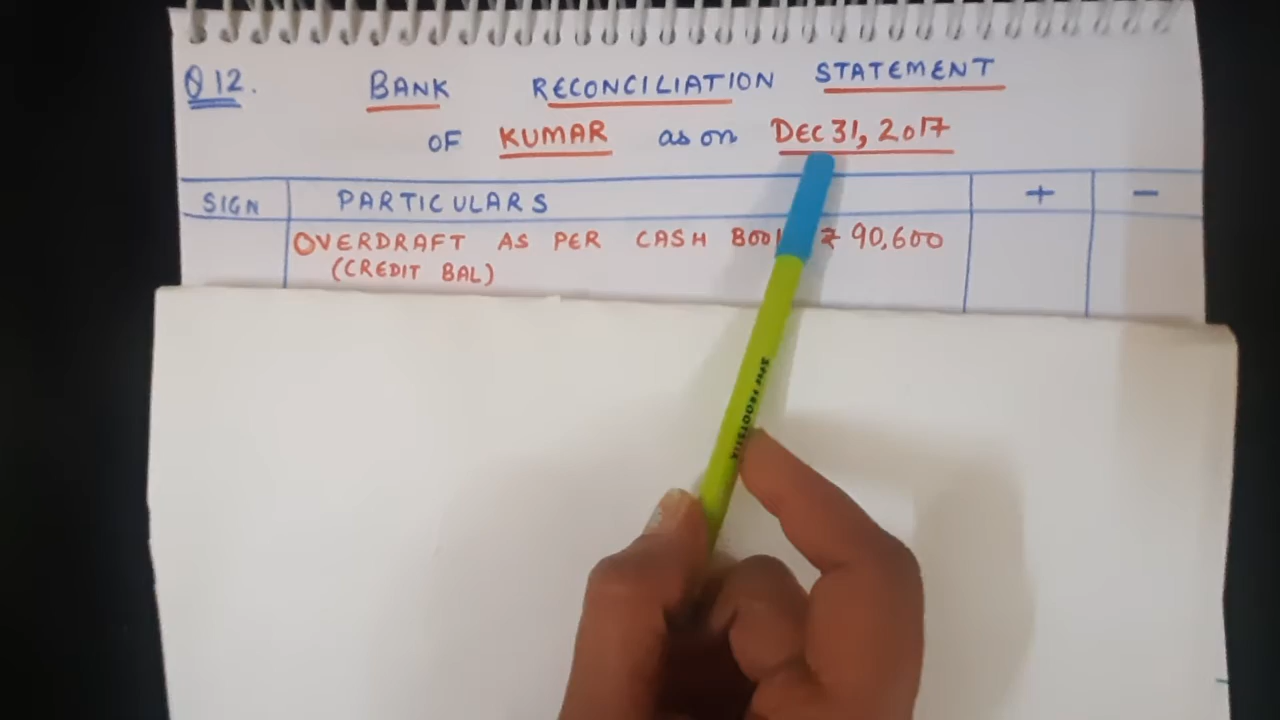 Q12. BANK RECONCILIATION STATEMENT
OF KUMAR as on DEC 31, 2017
SIGN PARTICULARS + -
OVERDRAFT AS PER CASH ₹ 90,600
(CREDIT BAL)